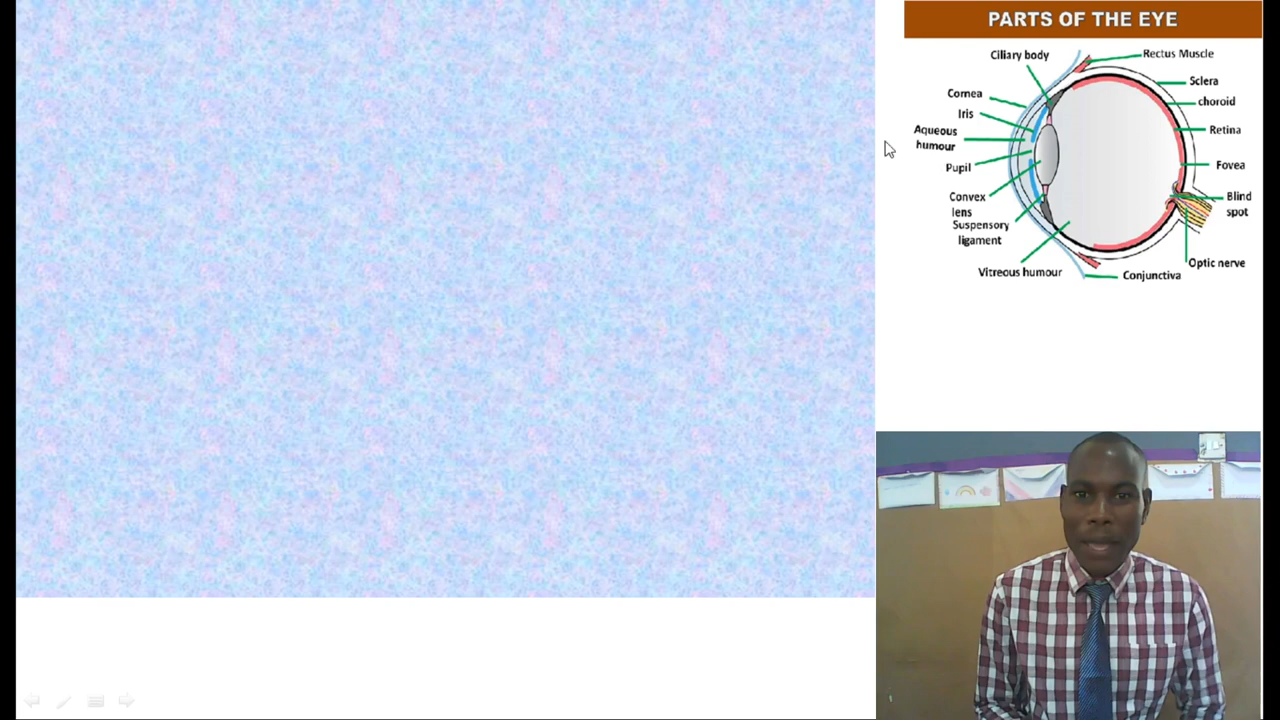 PARTS OF THE EYE
Ciliary body
Rectus Muscle
Sclera
Cornea
choroid
Iris
Aqueous
humour
Retina
Pupil
Fovea
Convex
lens
Blind
spot
Suspensory
ligament
Optic nerve
Vitreous humour
Conjunctiva